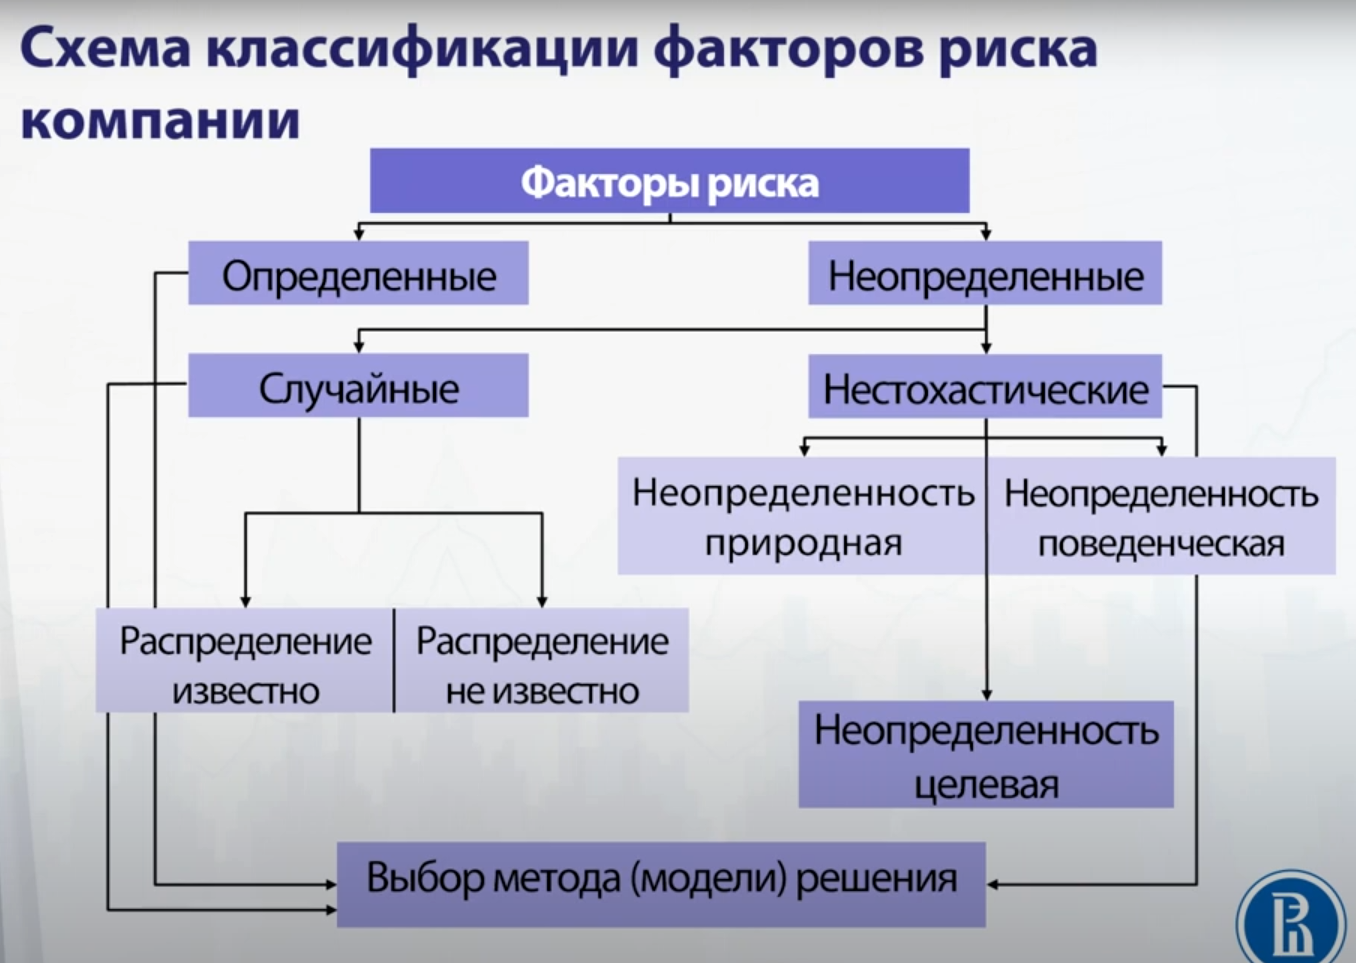 Схема классификации факторов риска
компании
Факторы риска
Определенные
Неопределенные
Случайные
Нестохастические
Неопределенность
природная
Неопределенность
поведенческая
Распределение
известно
Распределение
не известно
Неопределенность
целевая
Выбор метода (модели) решения